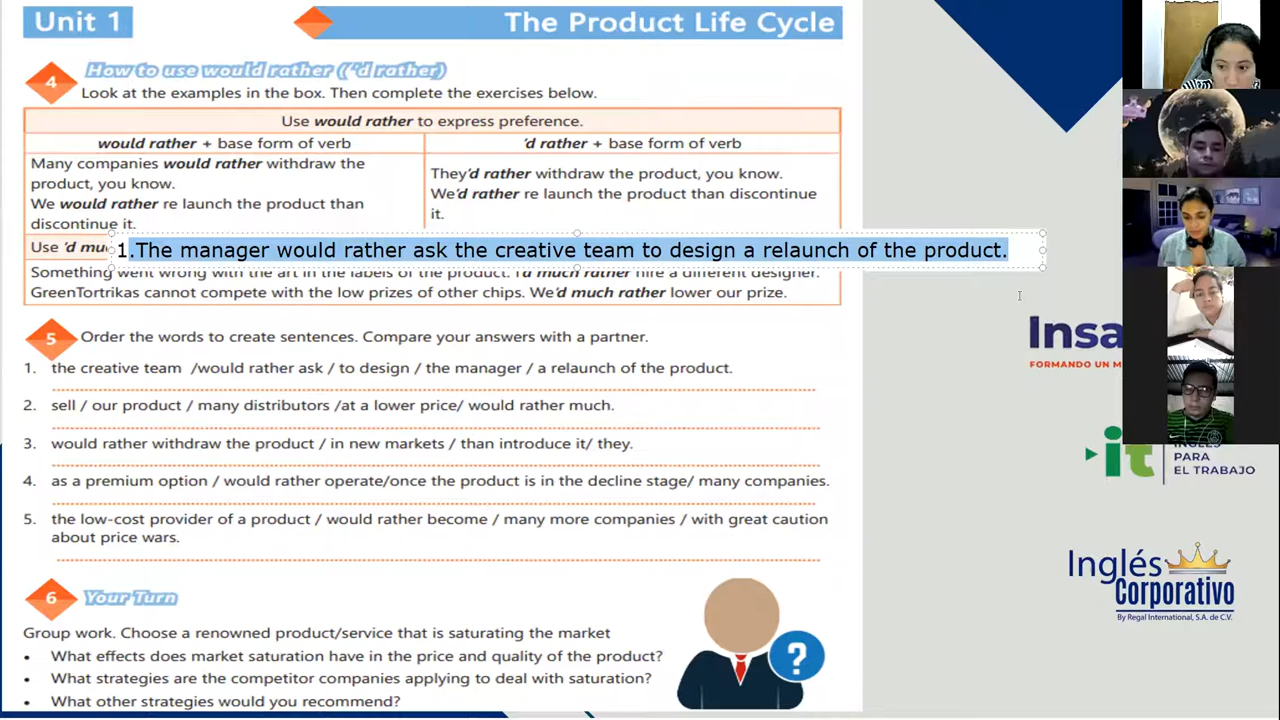 Unit 1
The Product Life Cycle
4
How to use would rather (('d rather)
Look at the examples in the box. Then complete the exercises below.
Use would rather to express preference.
would rather + base form of verb
'd rather + base form of verb
Many companies would rather withdraw the
product, you know.
We would rather re launch the product than
discontinue it.
They'd rather withdraw the product, you know.
We'd rather re launch the product than discontinue
it.
Use 'd mu
1.The manager would rather ask the creative team to design a relaunch of the product.
Something went wrong with the art in the labels of the product. I'd much rather hire a different designer.
GreenTortrikas cannot compete with the low prizes of other chips. We'd much rather lower our prize.
5
Order the words to create sentences. Compare your answers with a partner.
1. the creative team /would rather ask / to design / the manager / a relaunch of the product.
2. sell / our product / many distributors /at a lower price/ would rather much.
3. would rather withdraw the product / in new markets / than introduce it/ they.
4. as a premium option / would rather operate/once the product is in the decline stage/ many companies.
5. the low-cost provider of a product / would rather become / many more companies / with great caution
about price wars.
6
Your Turn
Group work. Choose a renowned product/service that is saturating the market
• What effects does market saturation have in the price and quality of the product?
• What strategies are the competitor companies applying to deal with saturation?
• What other strategies would you recommend?
?
Insa
FORMANDO UN M
it
INGLÉS
PARA
EL TRABAJO
Inglés
Corporativo
By Regal International, S.A. de C.V.